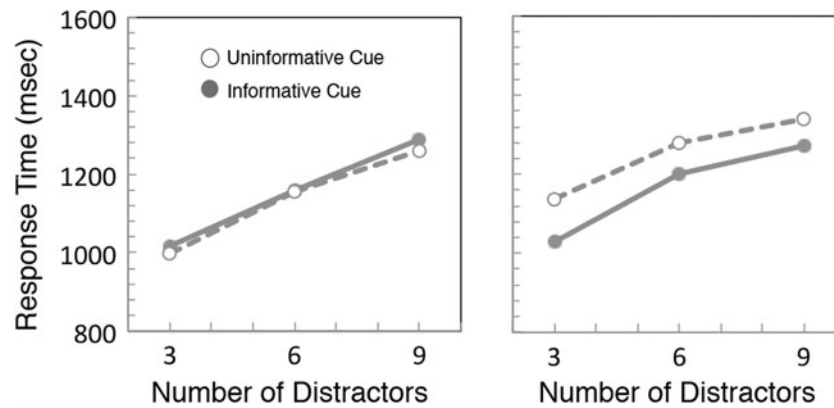 1600
1400
1200
1000
800
Response Time (msec)
Uninformative Cue
Informative Cue
3 6 9
Number of Distractors
3 6 9
Number of Distractors